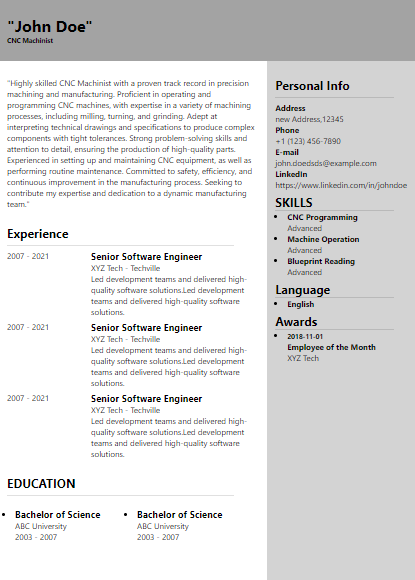 "John Doe"
CNC Machinist
"Highly skilled CNC Machinist with a proven track record in precision
machining and manufacturing. Proficient in operating and
programming CNC machines, with expertise in a variety of machining
processes, including milling, turning, and grinding. Adept at
interpreting technical drawings and specifications to produce complex
components with tight tolerances. Strong problem-solving skills and
attention to detail, ensuring the production of high-quality parts.
Experienced in setting up and maintaining CNC equipment, as well as
performing routine maintenance. Committed to safety, efficiency, and
continuous improvement in the manufacturing process. Seeking to
contribute my expertise and dedication to a dynamic manufacturing
team."
Experience
2007 - 2021
Senior Software Engineer
XYZ Tech - Techville
Led development teams and delivered high-
quality software solutions.Led development
teams and delivered high-quality software
solutions.
2007 - 2021
Senior Software Engineer
XYZ Tech - Techville
Led development teams and delivered high-
quality software solutions.Led development
teams and delivered high-quality software
solutions.
2007 - 2021
Senior Software Engineer
XYZ Tech - Techville
Led development teams and delivered high-
quality software solutions.Led development
teams and delivered high-quality software
solutions.
EDUCATION
Bachelor of Science
ABC University
2003 - 2007
Bachelor of Science
ABC University
2003 - 2007
Personal Info
Address
new Address,12345
Phone
+1 (123) 456-7890
E-mail
john.doedsds@example.com
LinkedIn
https://www.linkedin.com/in/johndoe
SKILLS
CNC Programming
Advanced
Machine Operation
Advanced
Blueprint Reading
Advanced
Language
English
Awards
2018-11-01
Employee of the Month
XYZ Tech